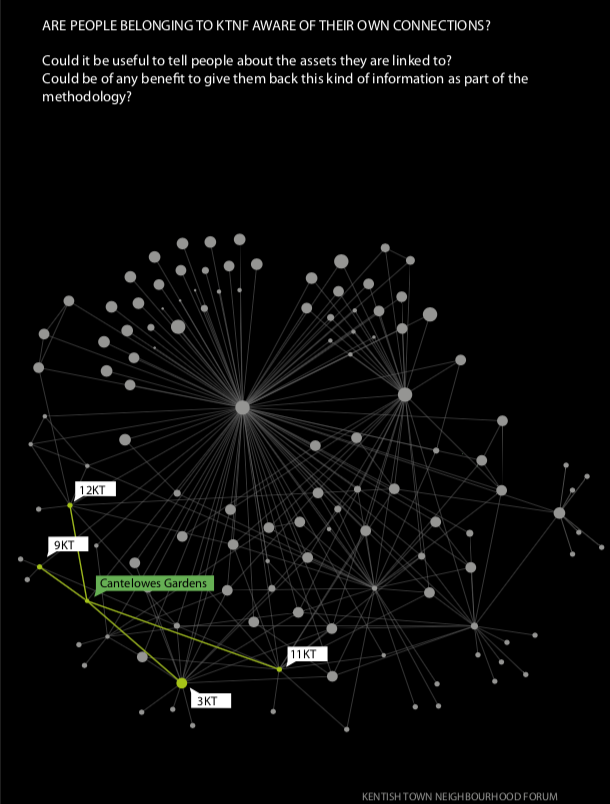 ARE PEOPLE BELONGING TO KTNF AWARE OF THEIR OWN CONNECTIONS?
Could it be useful to tell people about the assets they are linked to?
Could be of any benefit to give them back this kind of information as part of the
methodology?
12KT
9KT
Cantelowes Gardens
11KT
3KT
KENTISH TOWN NEIGHBOURHOOD FORUM